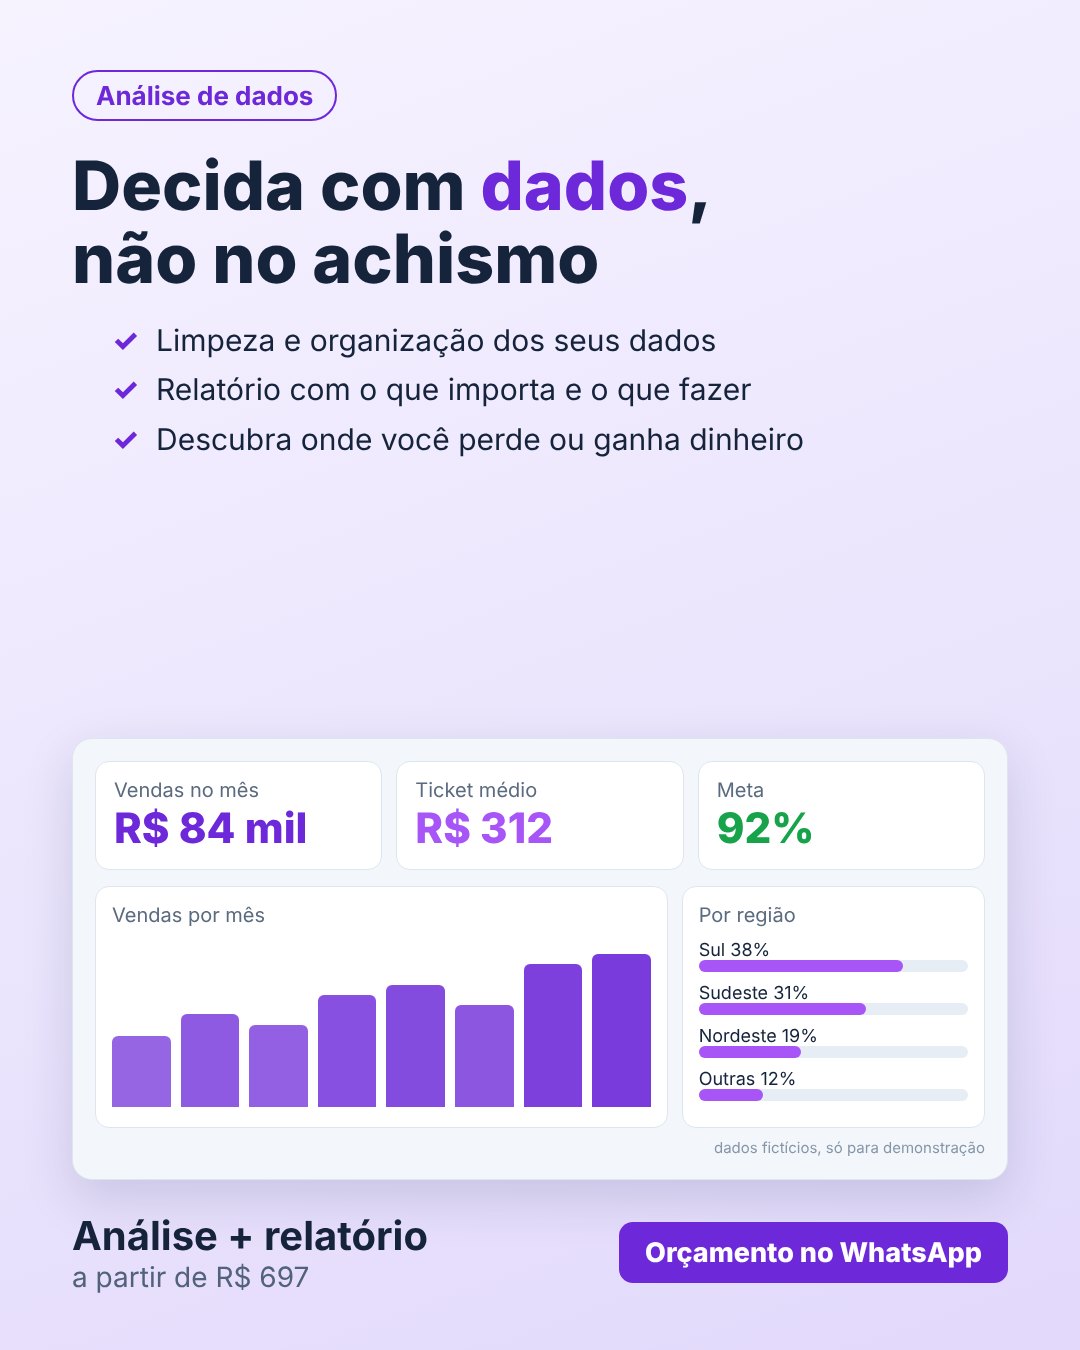 Análise de dados
Decida com dados,
não no achismo
Limpeza e organização dos seus dados
Relatório com o que importa e o que fazer
Descubra onde você perde ou ganha dinheiro
Vendas no mês
R$ 84 mil
Ticket médio
R$ 312
Meta
92%
Vendas por mês
Por região
Sul 38%
Sudeste 31%
Nordeste 19%
Outras 12%
dados fictícios, só para demonstração
Análise + relatório
a partir de R$ 697
Orçamento no WhatsApp